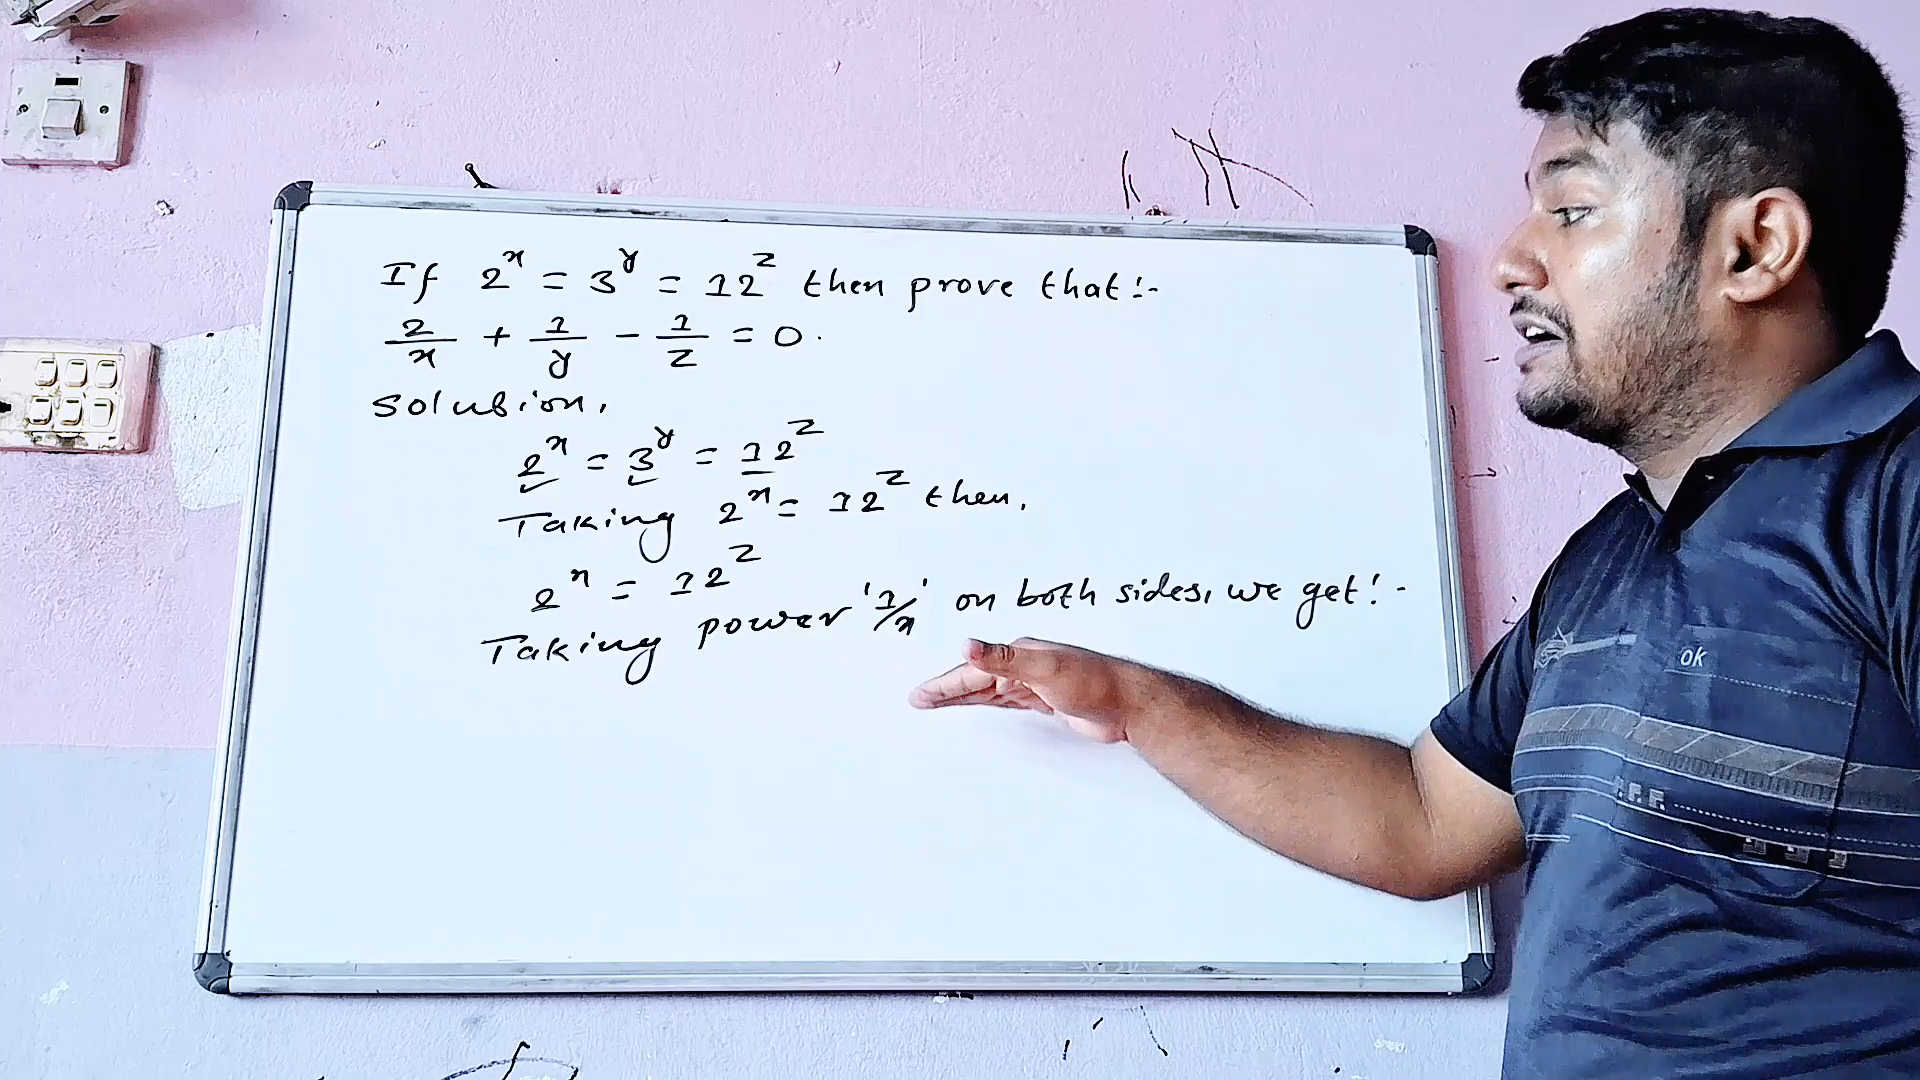 If 2^x = 3^y = 12^z then prove that:-
2/x + 1/y - 1/z = 0.
Solution,
2^x = 3^y = 12^z
Taking 2^x = 12^z then,
2^x = 12^z
Taking power '1/x' on both sides, we get:-
ok